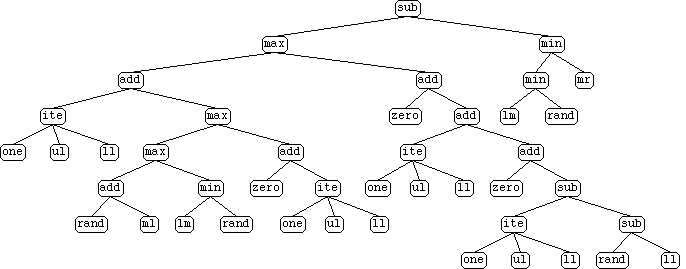 sub
max min
add add min mr
ite max zero add lm rand
one ul ll max add ite add
add min zero ite one ul ll zero sub
rand ml lm rand one ul ll ite sub
one ul ll rand ll